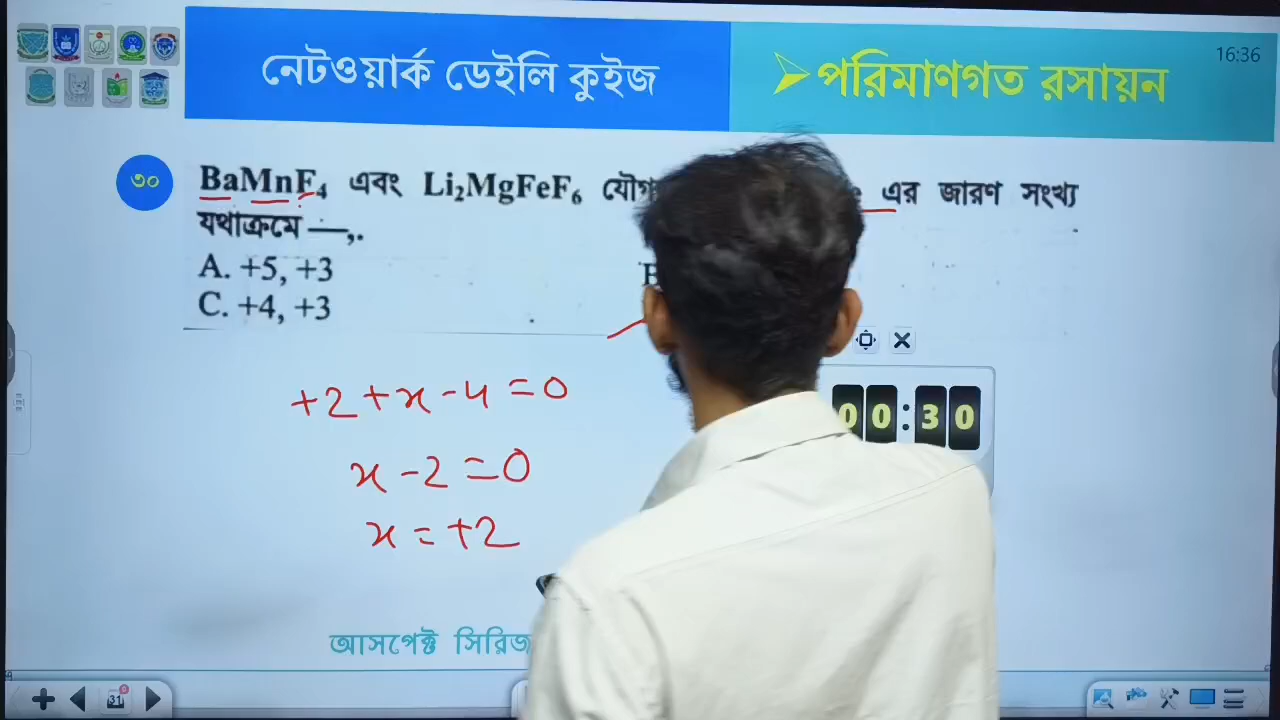 16:36
নেটওয়ার্ক ডেইলি কুইজ
পরিমাণগত রসায়ন
৩০
BaMnF₄ এবং Li₂MgFeF₆ এর জারণ সংখ্য
যথাক্রমে —,.
A. +5, +3
C. +4, +3
+2+x-4=0
x-2=0
x=+2
00:30
আসপেক্ট সিরিজ
31